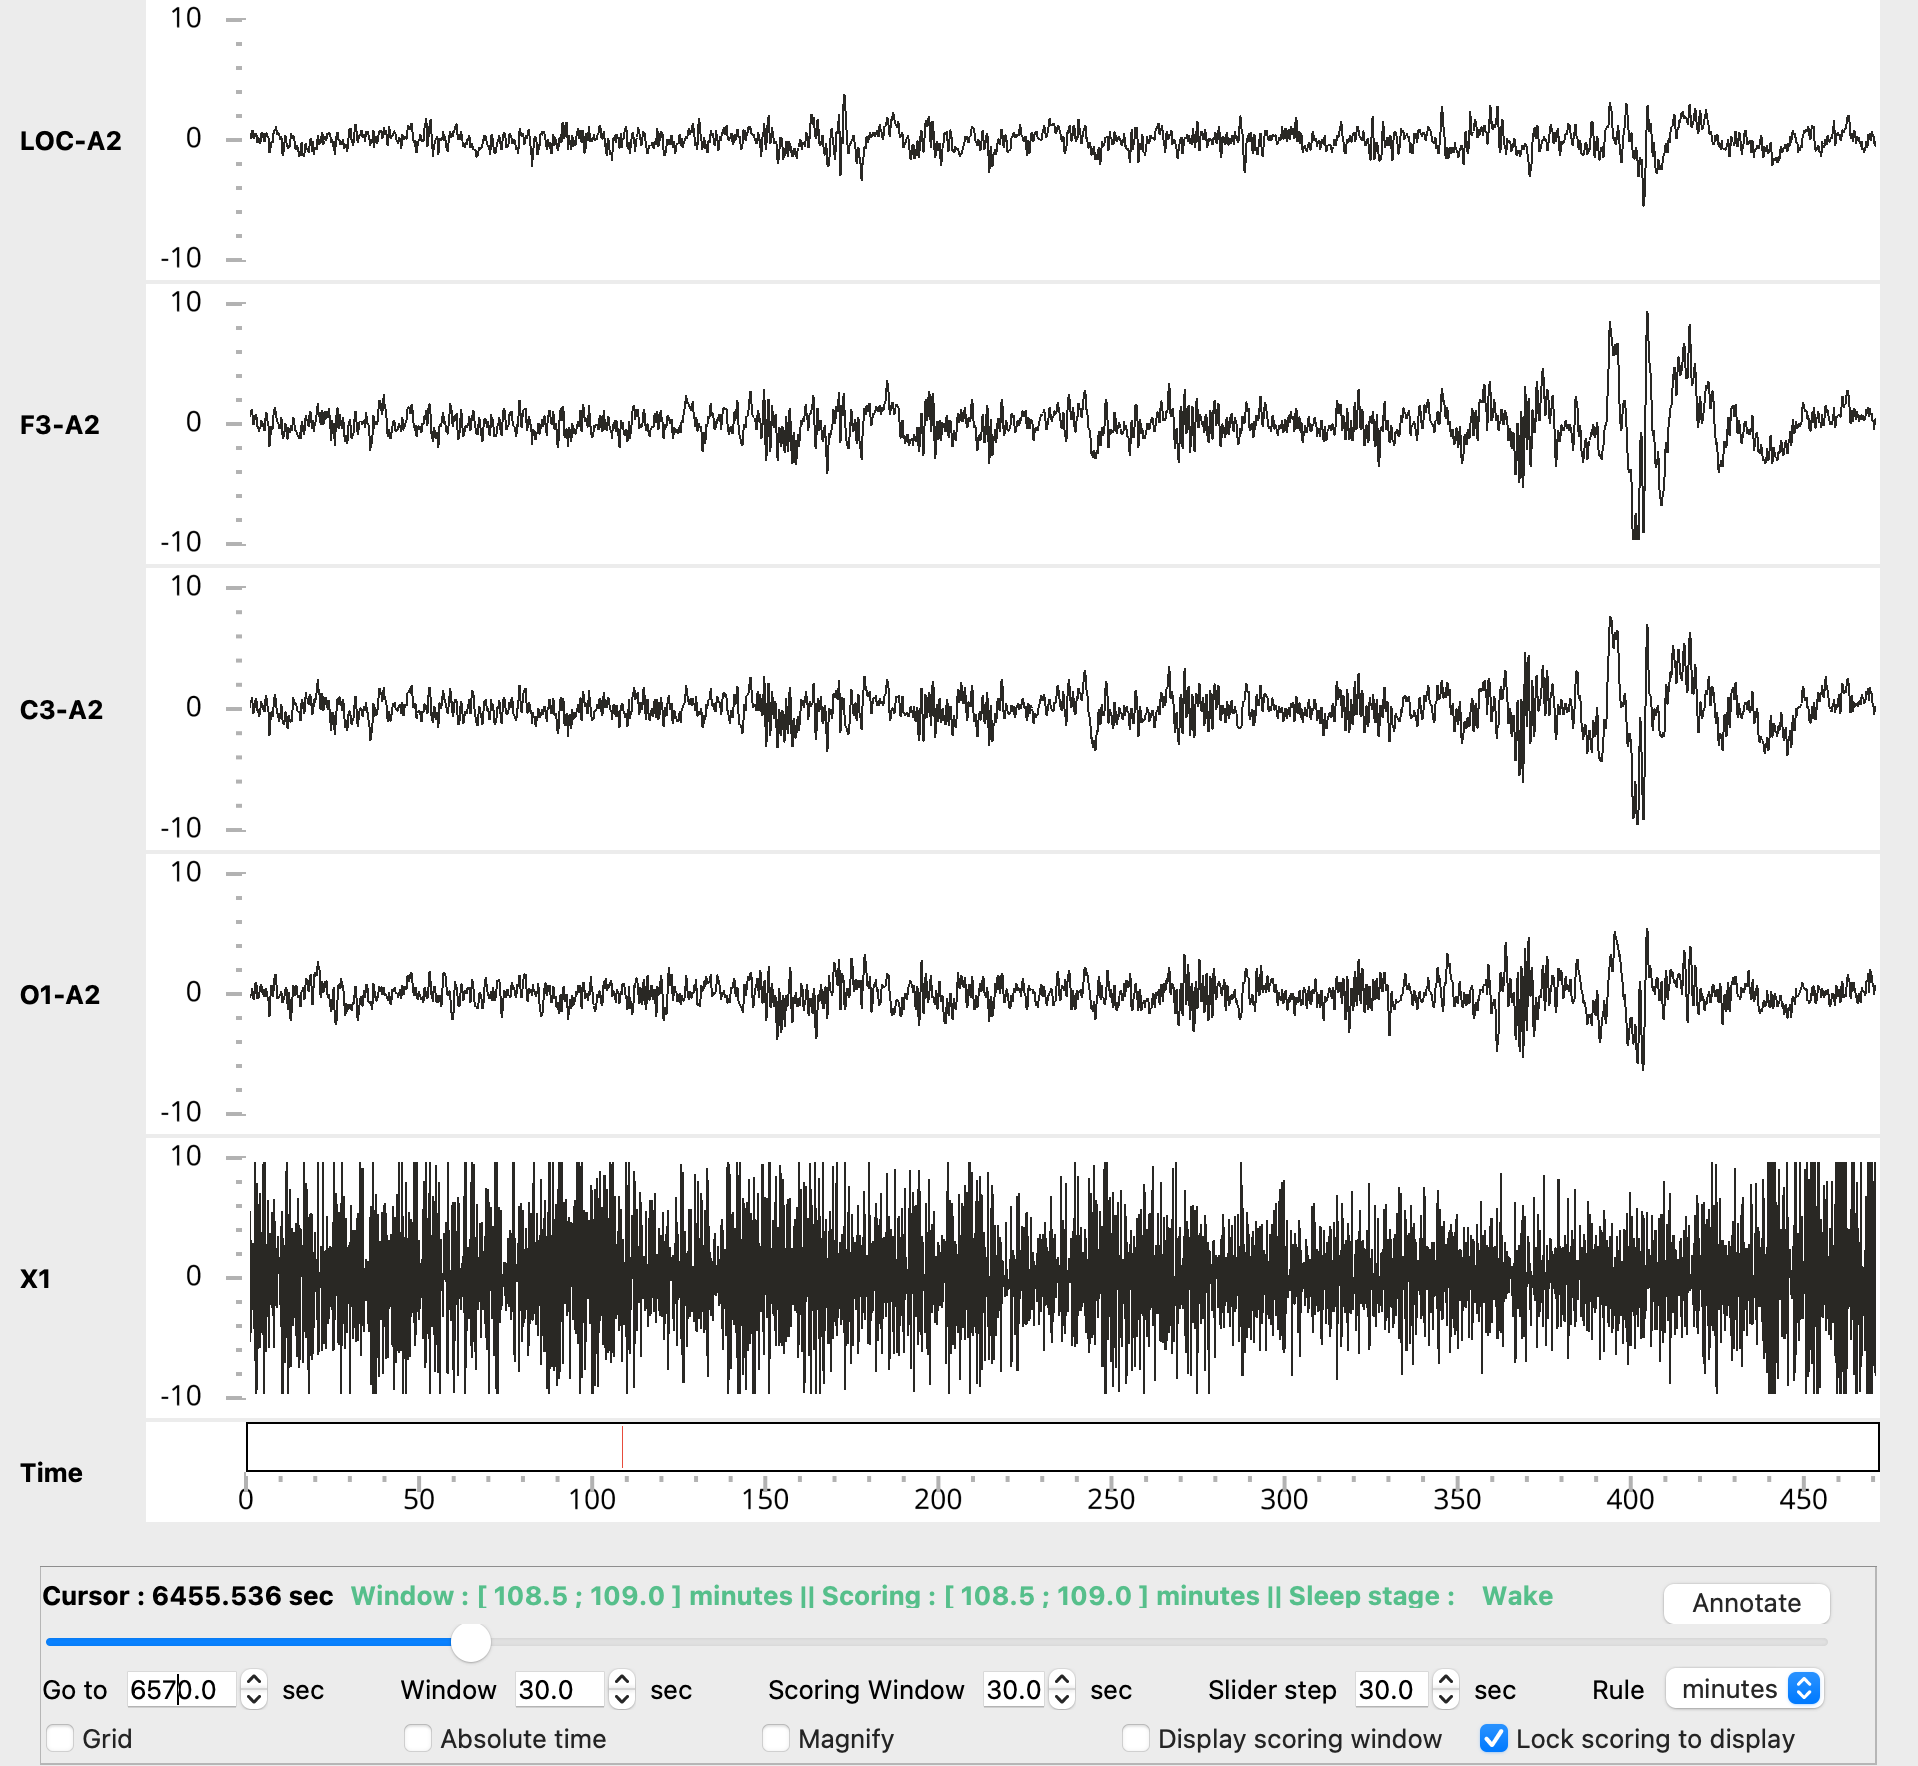 10
LOC-A2 0
-10
10
F3-A2 0
-10
10
C3-A2 0
-10
10
O1-A2 0
-10
10
X1 0
-10
Time
0 50 100 150 200 250 300 350 400 450
Cursor : 6455.536 sec Window : [ 108.5 ; 109.0 ] minutes || Scoring : [ 108.5 ; 109.0 ] minutes || Sleep stage : Wake Annotate
Go to 6570.0 sec Window 30.0 sec Scoring Window 30.0 sec Slider step 30.0 sec Rule minutes
Grid Absolute time Magnify Display scoring window Lock scoring to display